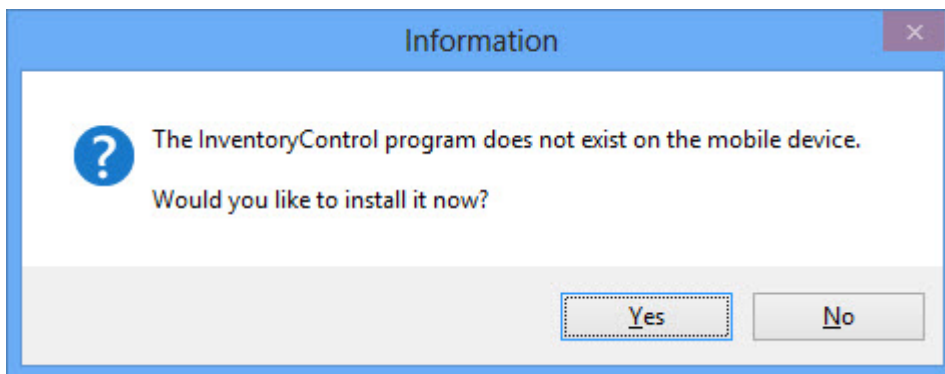 Information
The InventoryControl program does not exist on the mobile device.
Would you like to install it now?
Yes No